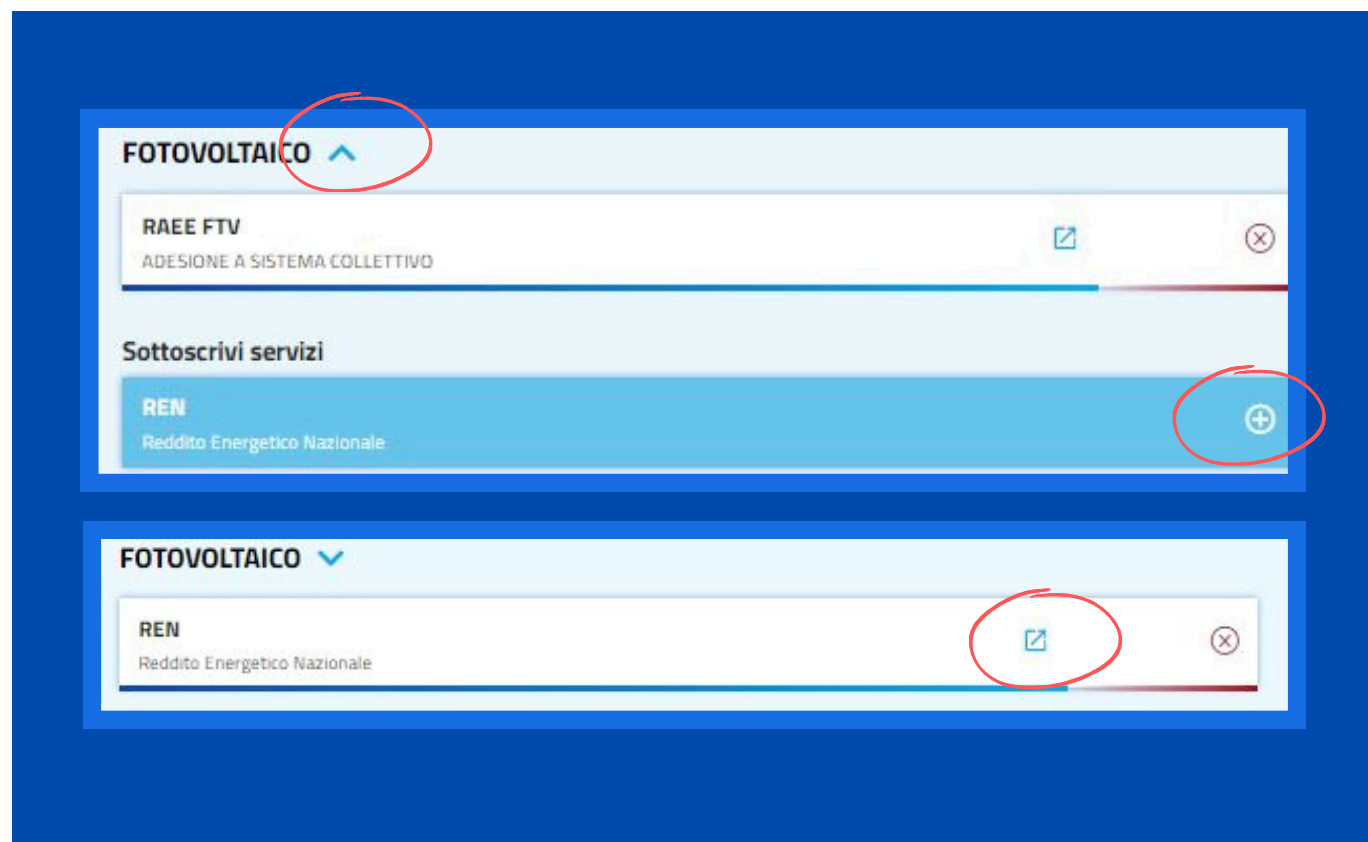 FOTOVOLTAICO
RAEE FTV
ADESIONE A SISTEMA COLLETTIVO
Sottoscrivi servizi
REN
Reddito Energetico Nazionale
FOTOVOLTAICO
REN
Reddito Energetico Nazionale